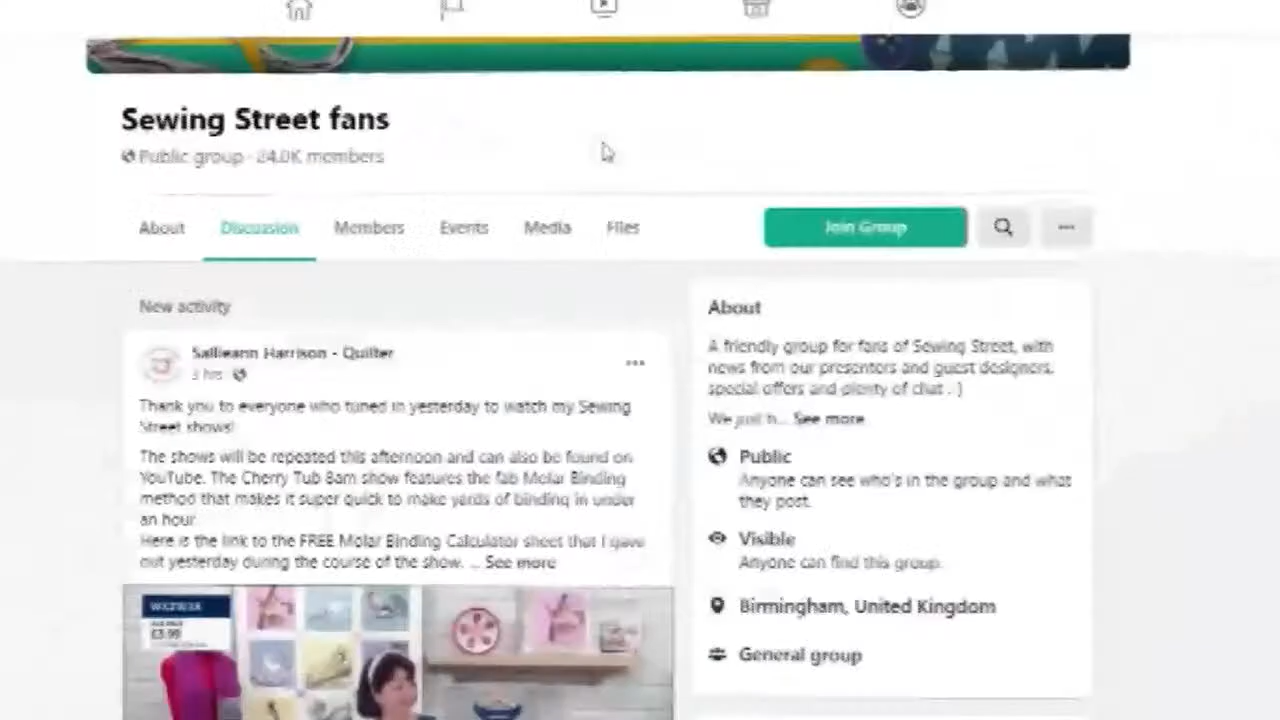 Sewing Street fans
Public group · 24.0K members
About
Discussion
Members
Events
Media
Files
Join Group
New activity
Sallieann Harrison - Quilter
3 hrs
Thank you to everyone who tuned in yesterday to watch my Sewing
Street shows!
The shows will be repeated this afternoon and can also be found on
YouTube. The Cherry Tub 8am show features the fab Molar Binding
method that makes it super quick to make yards of binding in under
an hour.
Here is the link to the FREE Molar Binding Calculator sheet that I gave
out yesterday during the course of the show. ... See more
£3.99
About
A friendly group for fans of Sewing Street, with
news from our presenters and guest designers,
special offers and plenty of chat . :)
We just h... See more
Public
Anyone can see who's in the group and what
they post.
Visible
Anyone can find this group.
Birmingham, United Kingdom
General group